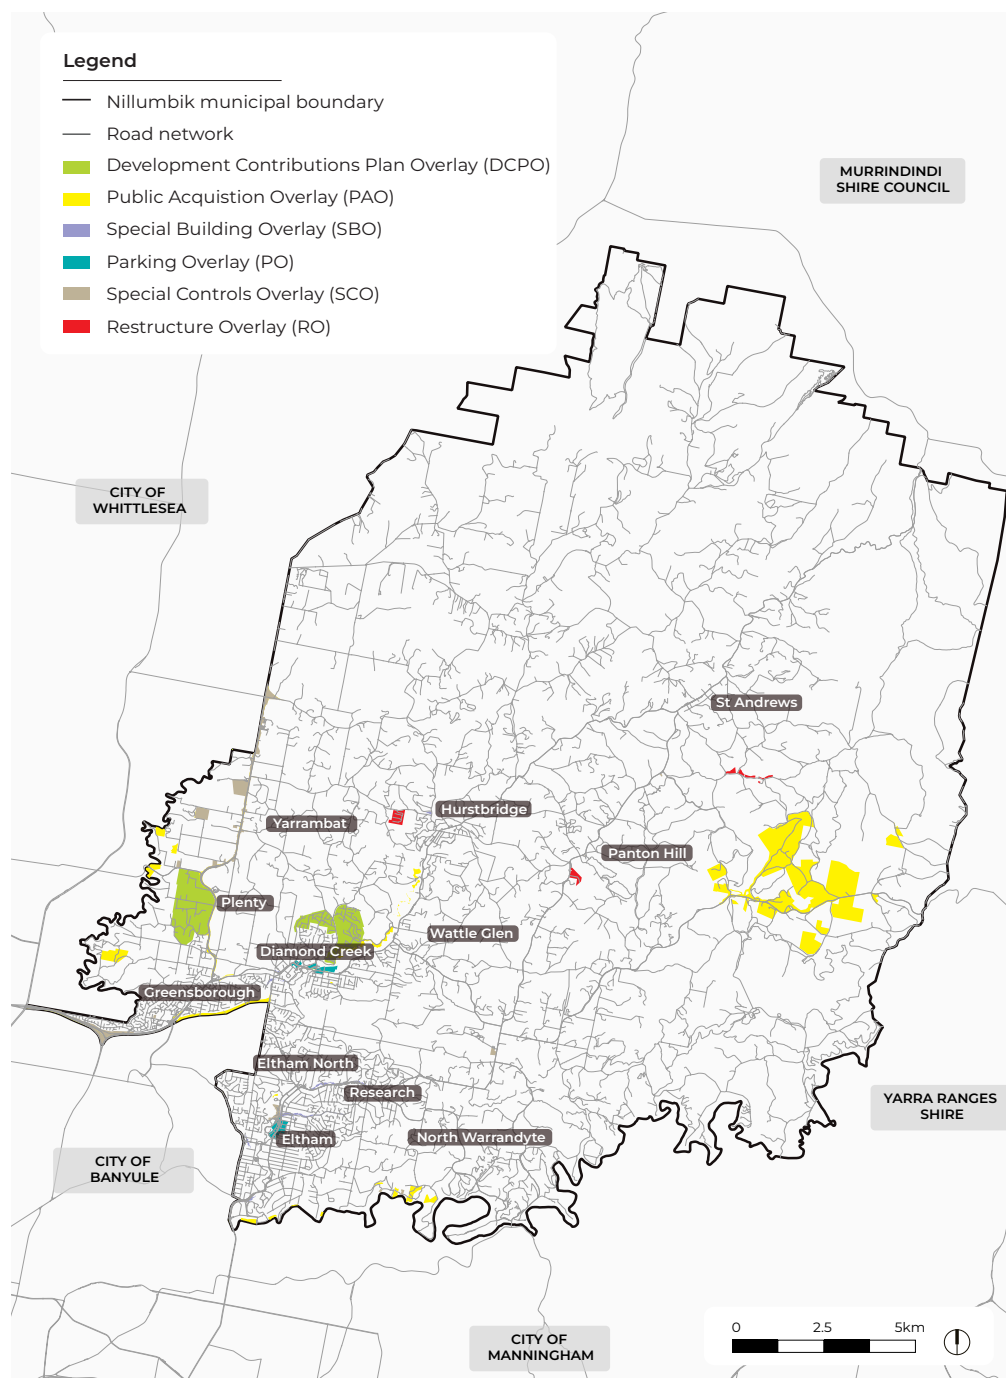 Legend
Nillumbik municipal boundary
Road network
Development Contributions Plan Overlay (DCPO)
Public Acquistion Overlay (PAO)
Special Building Overlay (SBO)
Parking Overlay (PO)
Special Controls Overlay (SCO)
Restructure Overlay (RO)
MURRINDINDI
SHIRE COUNCIL
CITY OF
WHITTLESEA
St Andrews
Hurstbridge
Yarrambat
Panton Hill
Plenty
Wattle Glen
Diamond Creek
Greensborough
Eltham North
Research
YARRA RANGES
SHIRE
Eltham
North Warrandyte
CITY OF
BANYULE
CITY OF
MANNINGHAM
0 2.5 5km